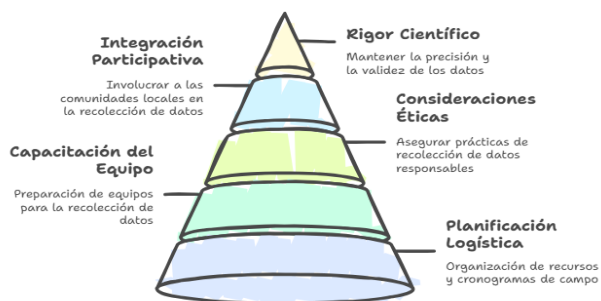 Rigor Científico
Mantener la precisión y
la validez de los datos
Integración
Participativa
Involucrar a las
comunidades locales en
la recolección de datos
Consideraciones
Éticas
Asegurar prácticas de
recolección de datos
responsables
Capacitación del
Equipo
Preparación de equipos
para la recolección de
datos
Planificación
Logística
Organización de recursos
y cronogramas de campo